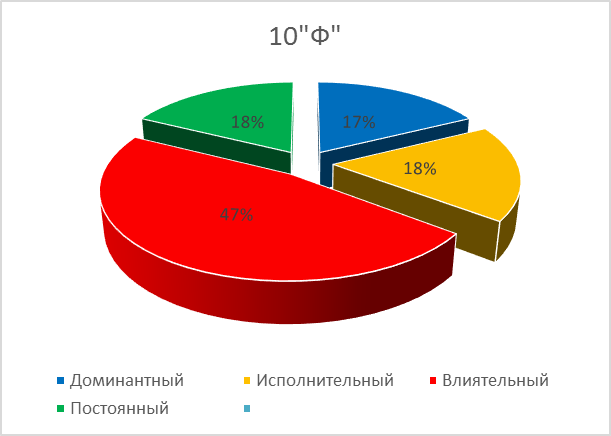 10"Ф"
18%
17%
18%
47%
Доминантный
Исполнительный
Влиятельный
Постоянный